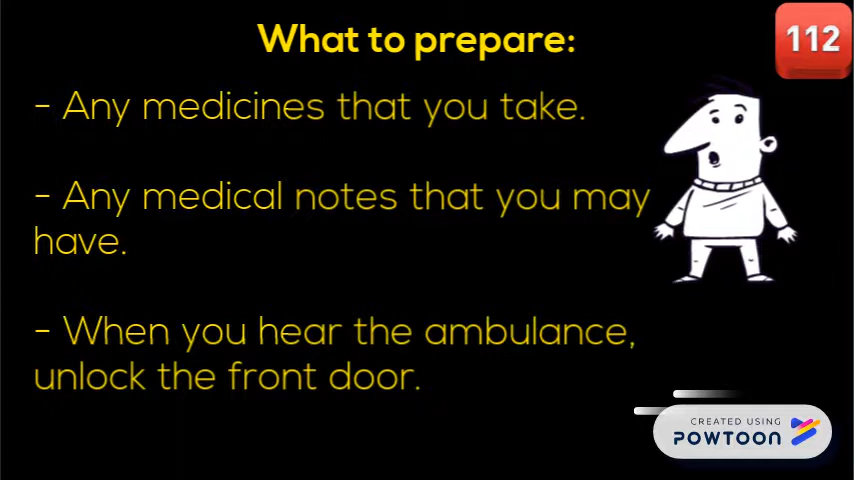 What to prepare:
112
- Any medicines that you take.
- Any medical notes that you may
have.
- When you hear the ambulance,
unlock the front door.
CREATED USING
POWTOON